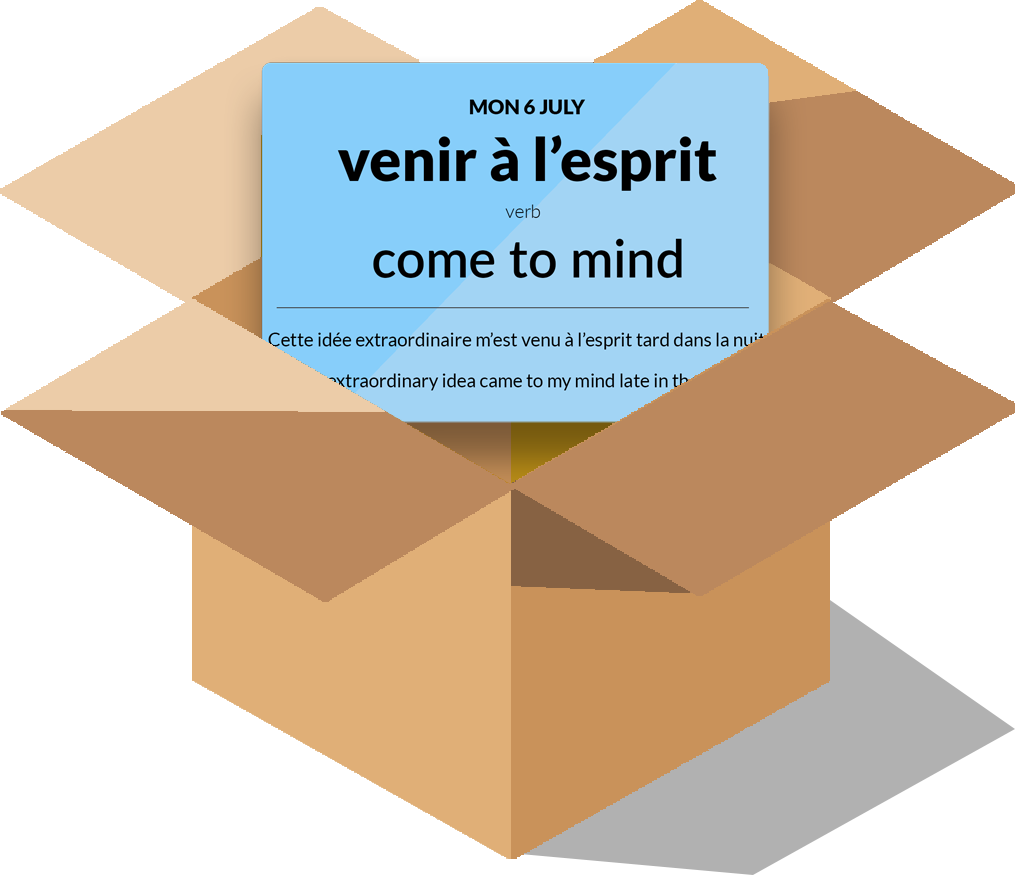 MON 6 JULY
venir à l’esprit
verb
come to mind
Cette idée extraordinaire m’est venu à l’esprit tard dans la nuit
extraordinary idea came to my mind late in